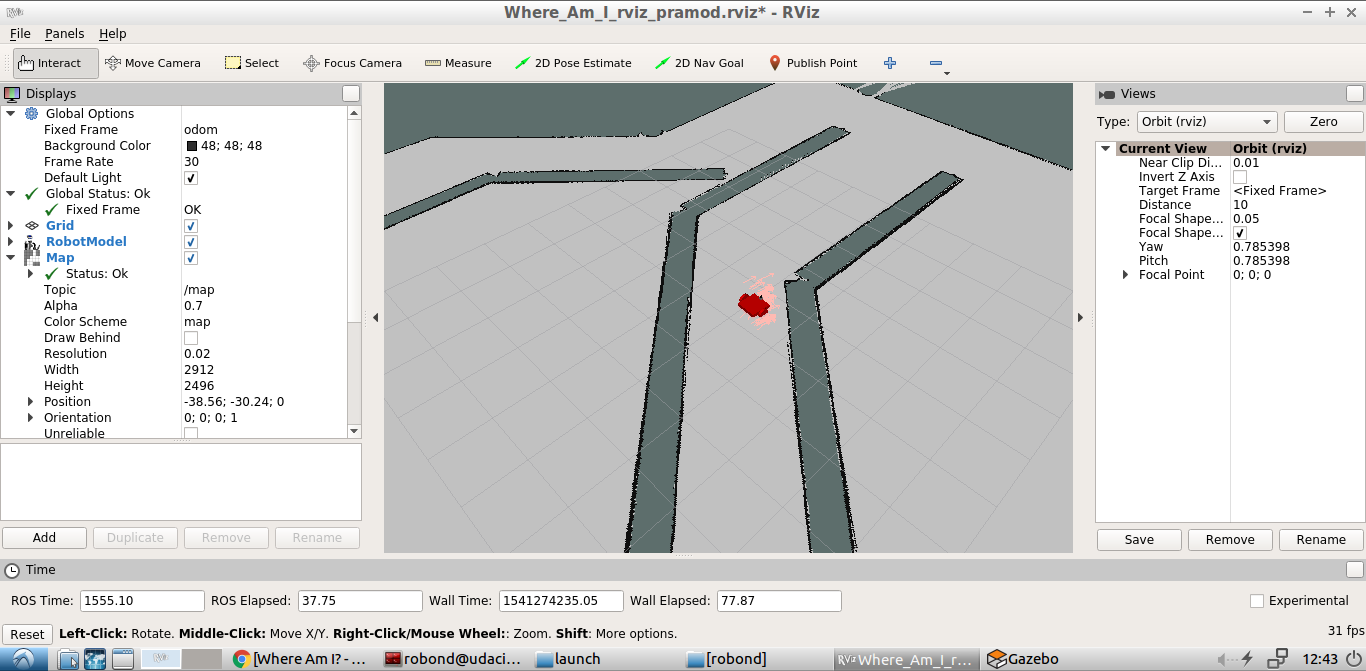 Where_Am_I_rviz_pramod.rviz* - RViz
File Panels Help
Interact Move Camera Select Focus Camera Measure 2D Pose Estimate 2D Nav Goal Publish Point
Displays
Global Options
Fixed Frame odom
Background Color 48; 48; 48
Frame Rate 30
Default Light
Global Status: Ok
Fixed Frame OK
Grid
RobotModel
Map
Status: Ok
Topic /map
Alpha 0.7
Color Scheme map
Draw Behind
Resolution 0.02
Width 2912
Height 2496
Position -38.56; -30.24; 0
Orientation 0; 0; 0; 1
Unreliable
Add Duplicate Remove Rename
Views
Type: Orbit (rviz) Zero
Current View Orbit (rviz)
Near Clip Di... 0.01
Invert Z Axis
Target Frame <Fixed Frame>
Distance 10
Focal Shape... 0.05
Focal Shape...
Yaw 0.785398
Pitch 0.785398
Focal Point 0; 0; 0
Save Remove Rename
Time
ROS Time: 1555.10 ROS Elapsed: 37.75 Wall Time: 1541274235.05 Wall Elapsed: 77.87 Experimental
Reset Left-Click: Rotate. Middle-Click: Move X/Y. Right-Click/Mouse Wheel:: Zoom. Shift: More options. 31 fps
[Where Am I? - ... robond@udaci... launch [robond] RViz Where_Am_I_r... Gazebo 12:43